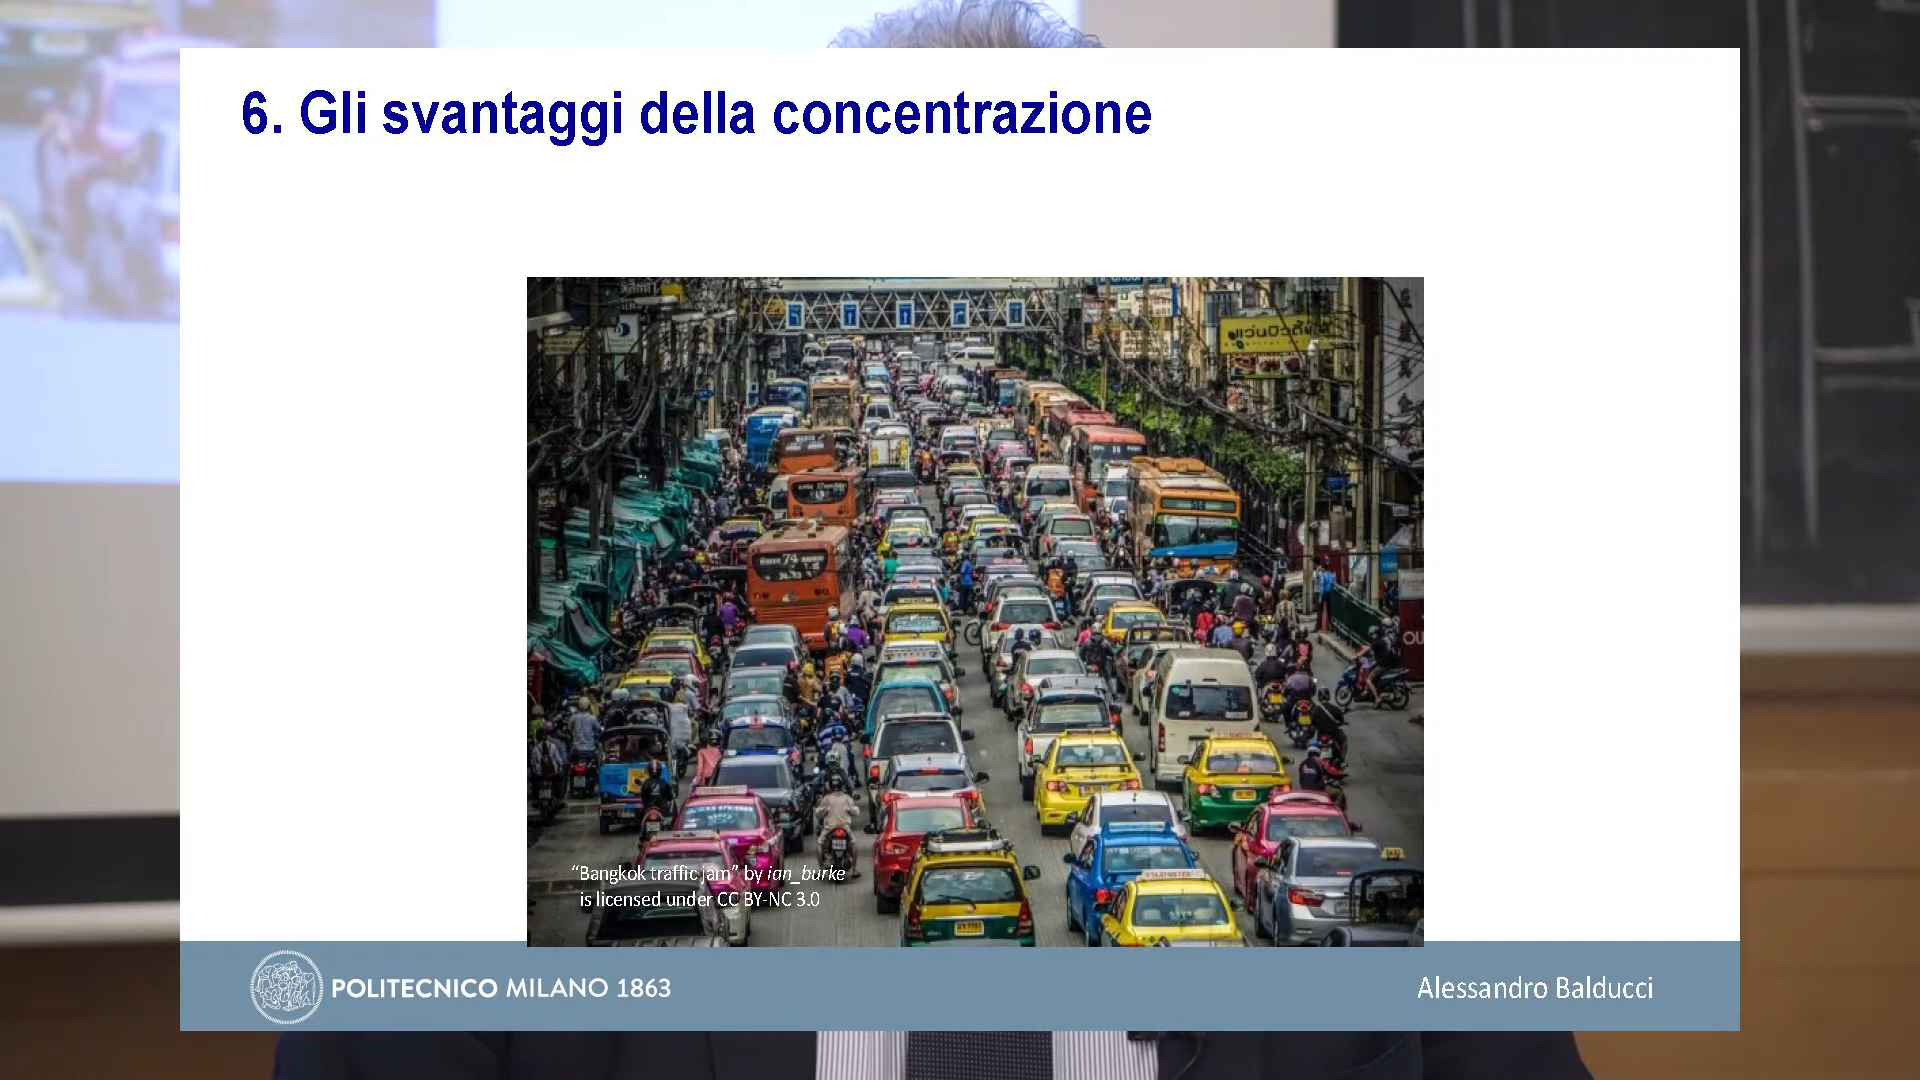 6. Gli svantaggi della concentrazione
74
“Bangkok traffic jam” by ian_burke
is licensed under CC BY-NC 3.0
POLITECNICO MILANO 1863
Alessandro Balducci